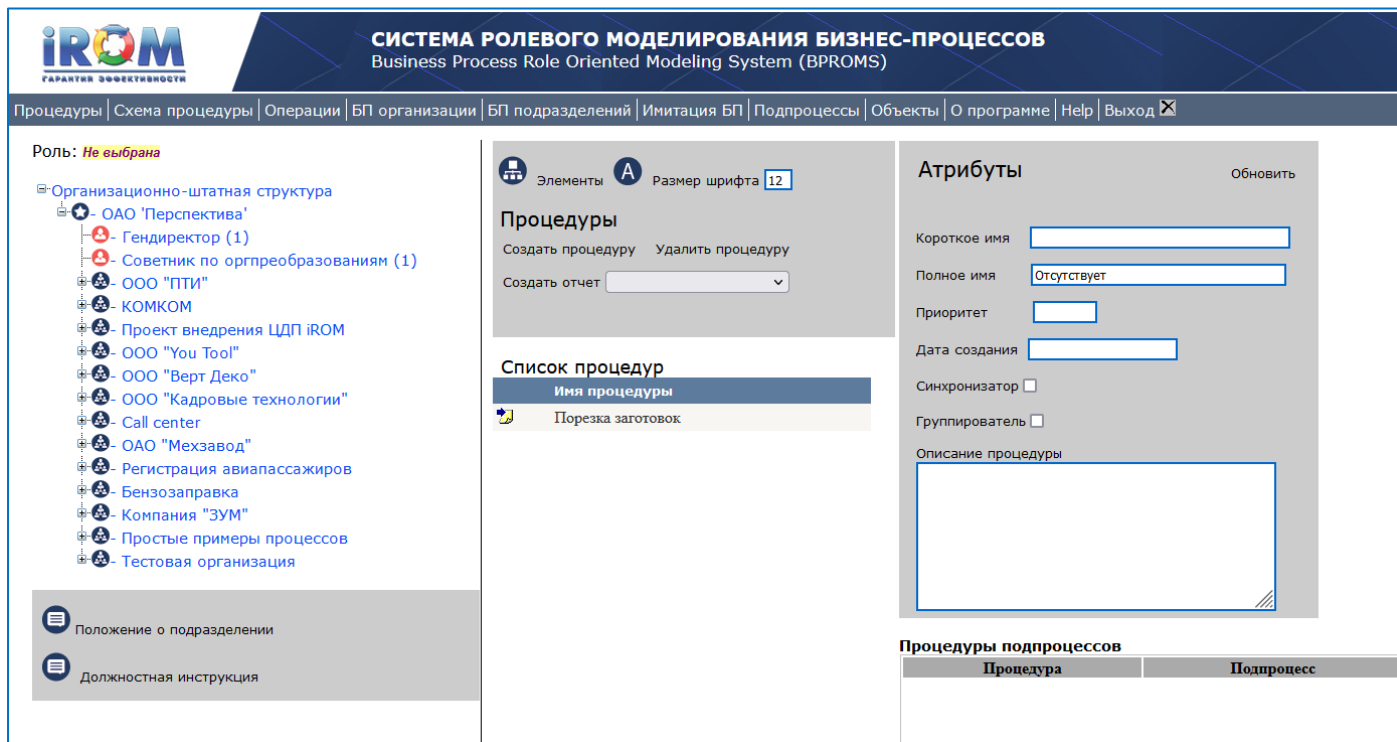 iROM
ГАРАНТИЯ ЭФФЕКТИВНОСТИ
СИСТЕМА РОЛЕВОГО МОДЕЛИРОВАНИЯ БИЗНЕС-ПРОЦЕССОВ
Business Process Role Oriented Modeling System (BPROMS)
Процедуры | Схема процедуры | Операции | БП организации | БП подразделений | Имитация БП | Подпроцессы | Объекты | О программе | Help | Выход
Роль: Не выбрана
Организационно-штатная структура
- ОАО 'Перспектива'
- Гендиректор (1)
- Советник по оргпреобразованиям (1)
- ООО "ПТИ"
- КОМКОМ
- Проект внедрения ЦДП iROM
- ООО "You Tool"
- ООО "Верт Деко"
- ООО "Кадровые технологии"
- Call center
- ОАО "Мехзавод"
- Регистрация авиапассажиров
- Бензозаправка
- Компания "ЗУМ"
- Простые примеры процессов
- Тестовая организация
Положение о подразделении
Должностная инструкция
Элементы A Размер шрифта 12
Процедуры
Создать процедуру Удалить процедуру
Создать отчет
Список процедур
Имя процедуры
Порезка заготовок
Атрибуты Обновить
Короткое имя
Полное имя Отсутствует
Приоритет
Дата создания
Синхронизатор
Группирователь
Описание процедуры
Процедуры подпроцессов
Процедура Подпроцесс